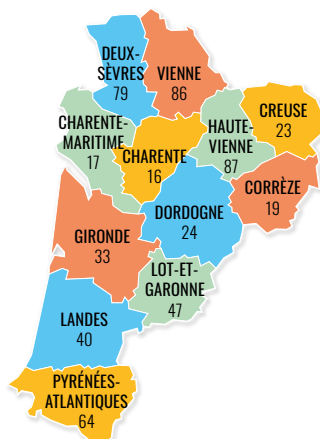 DEUX-
SÈVRES
79
VIENNE
86
CREUSE
23
CHARENTE-
MARITIME
17
CHARENTE
16
HAUTE-
VIENNE
87
CORRÈZE
19
DORDOGNE
24
GIRONDE
33
LOT-ET-
GARONNE
47
LANDES
40
PYRÉNÉES-
ATLANTIQUES
64